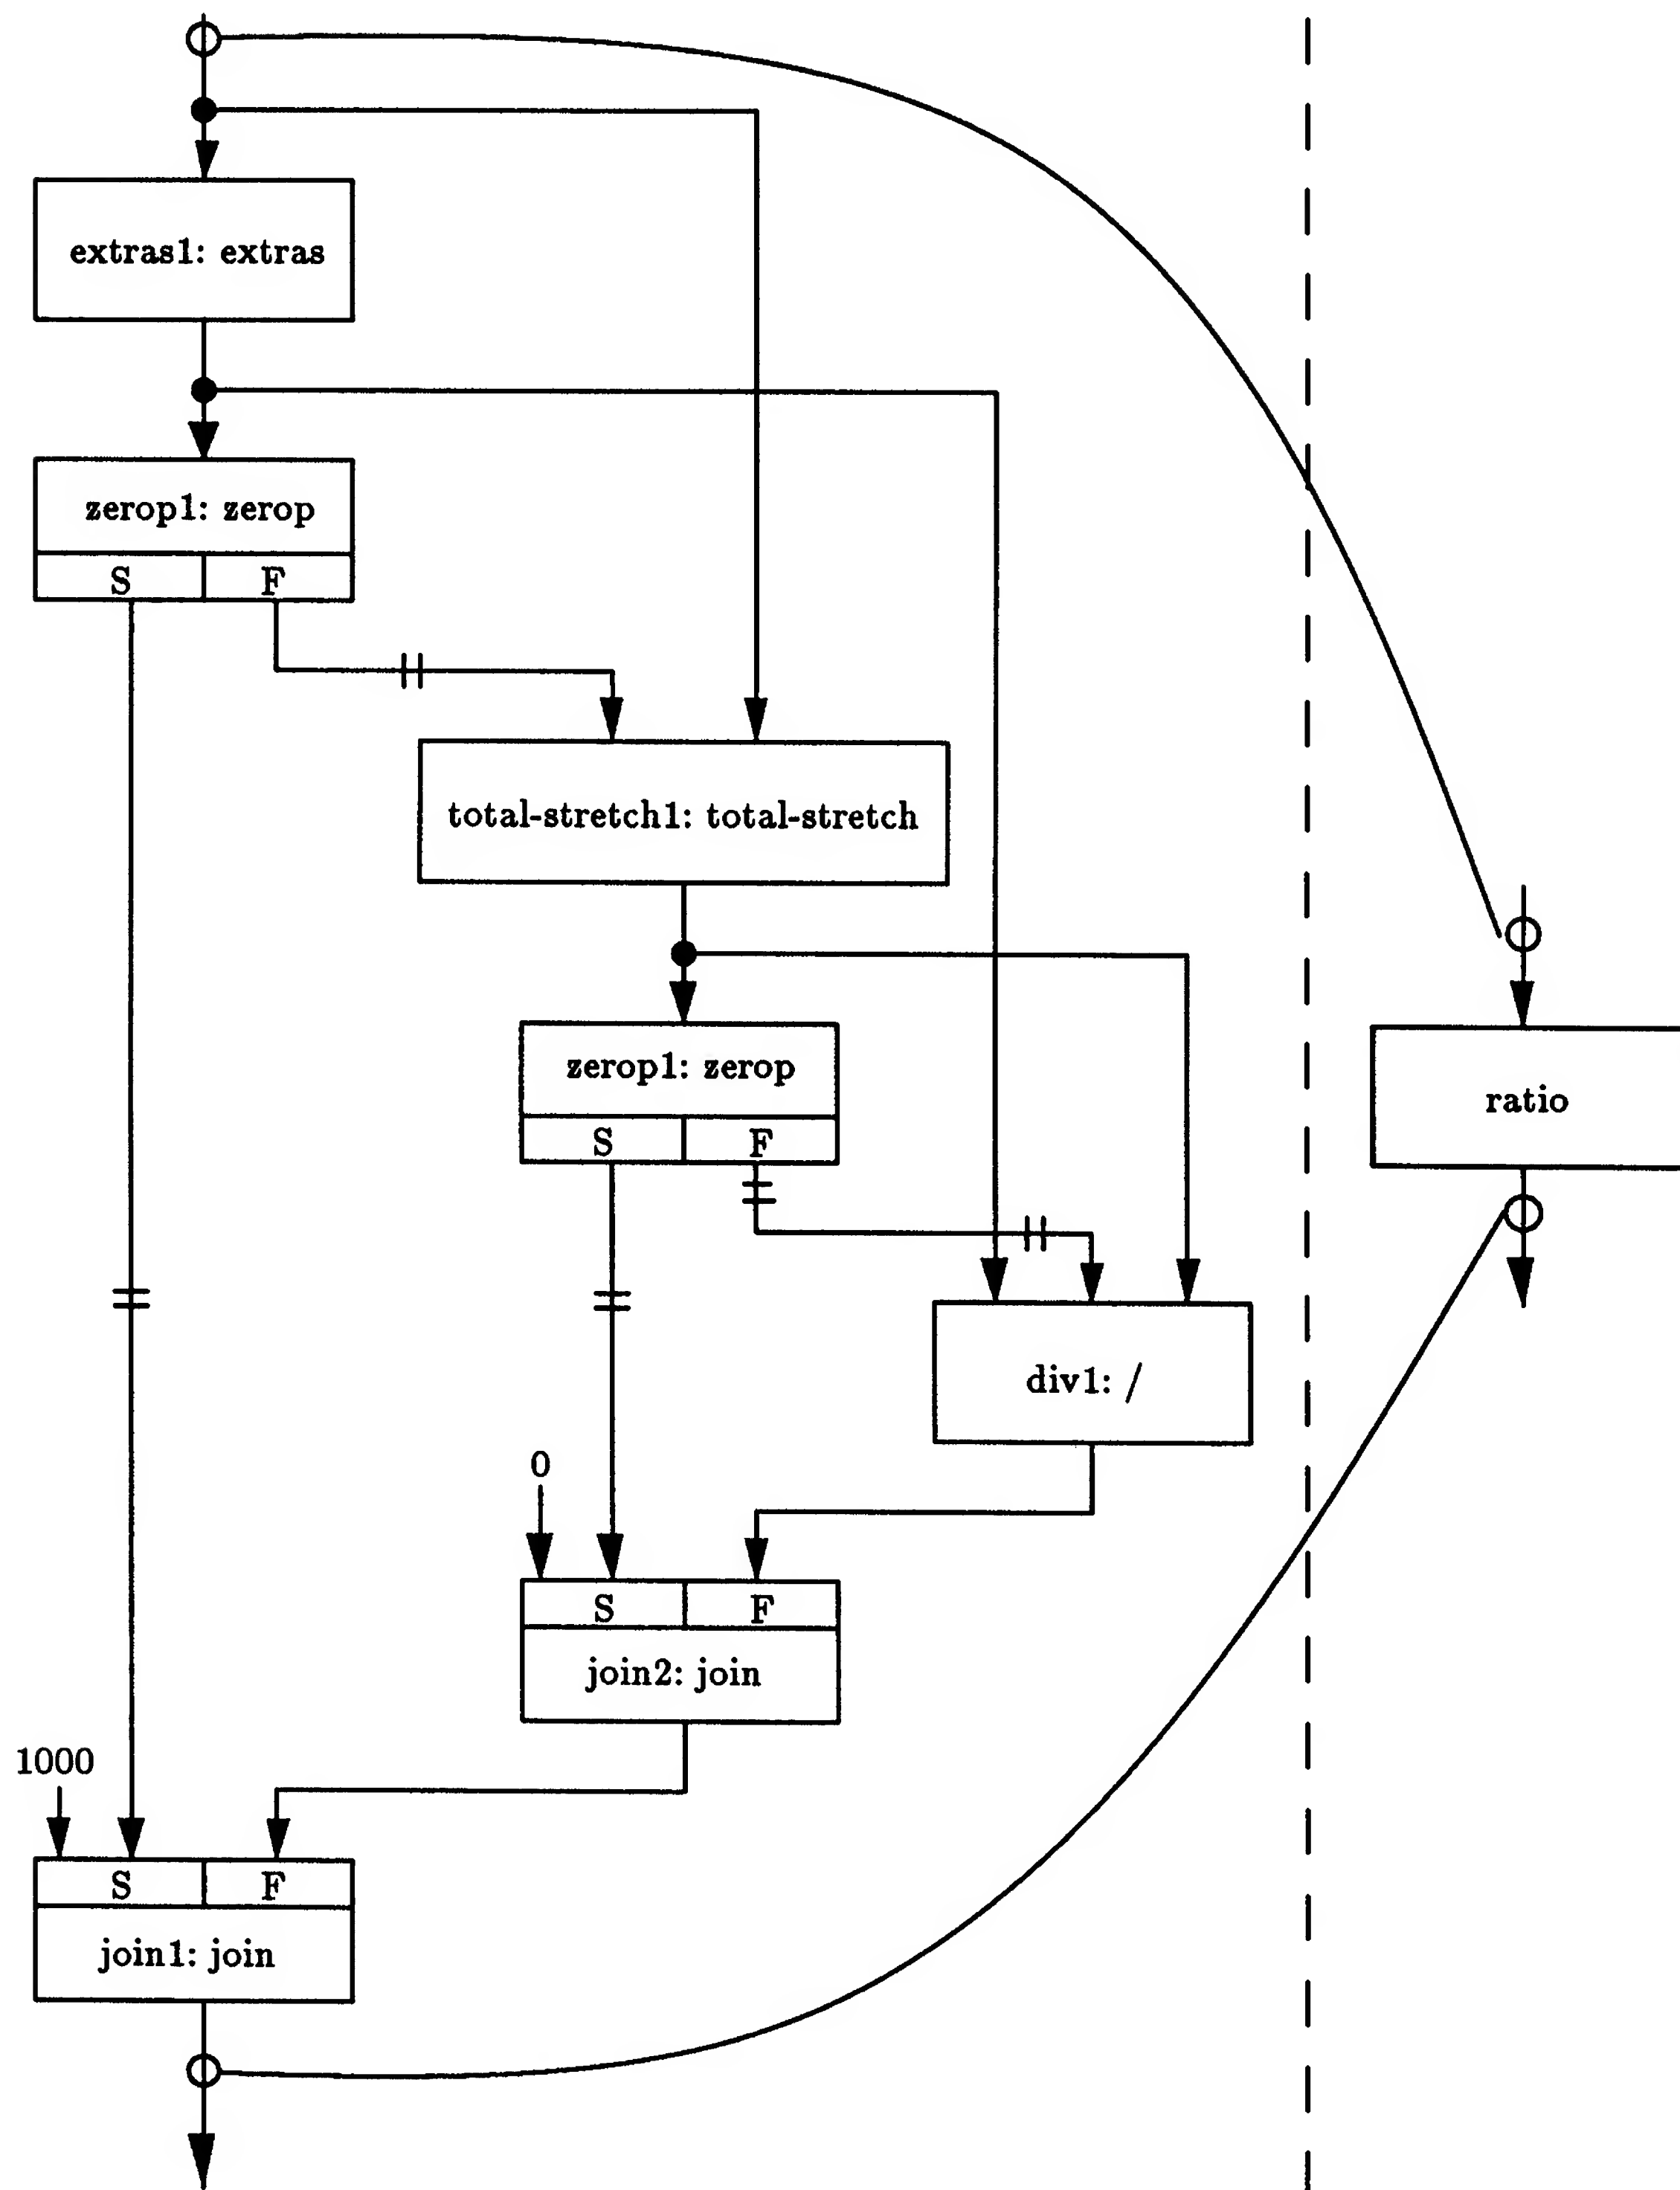 extras1: extras
zerop1: zerop
S F
total-stretch1: total-stretch
zerop1: zerop
S F
ratio
div1: /
0
S F
join2: join
1000
S F
join1: join